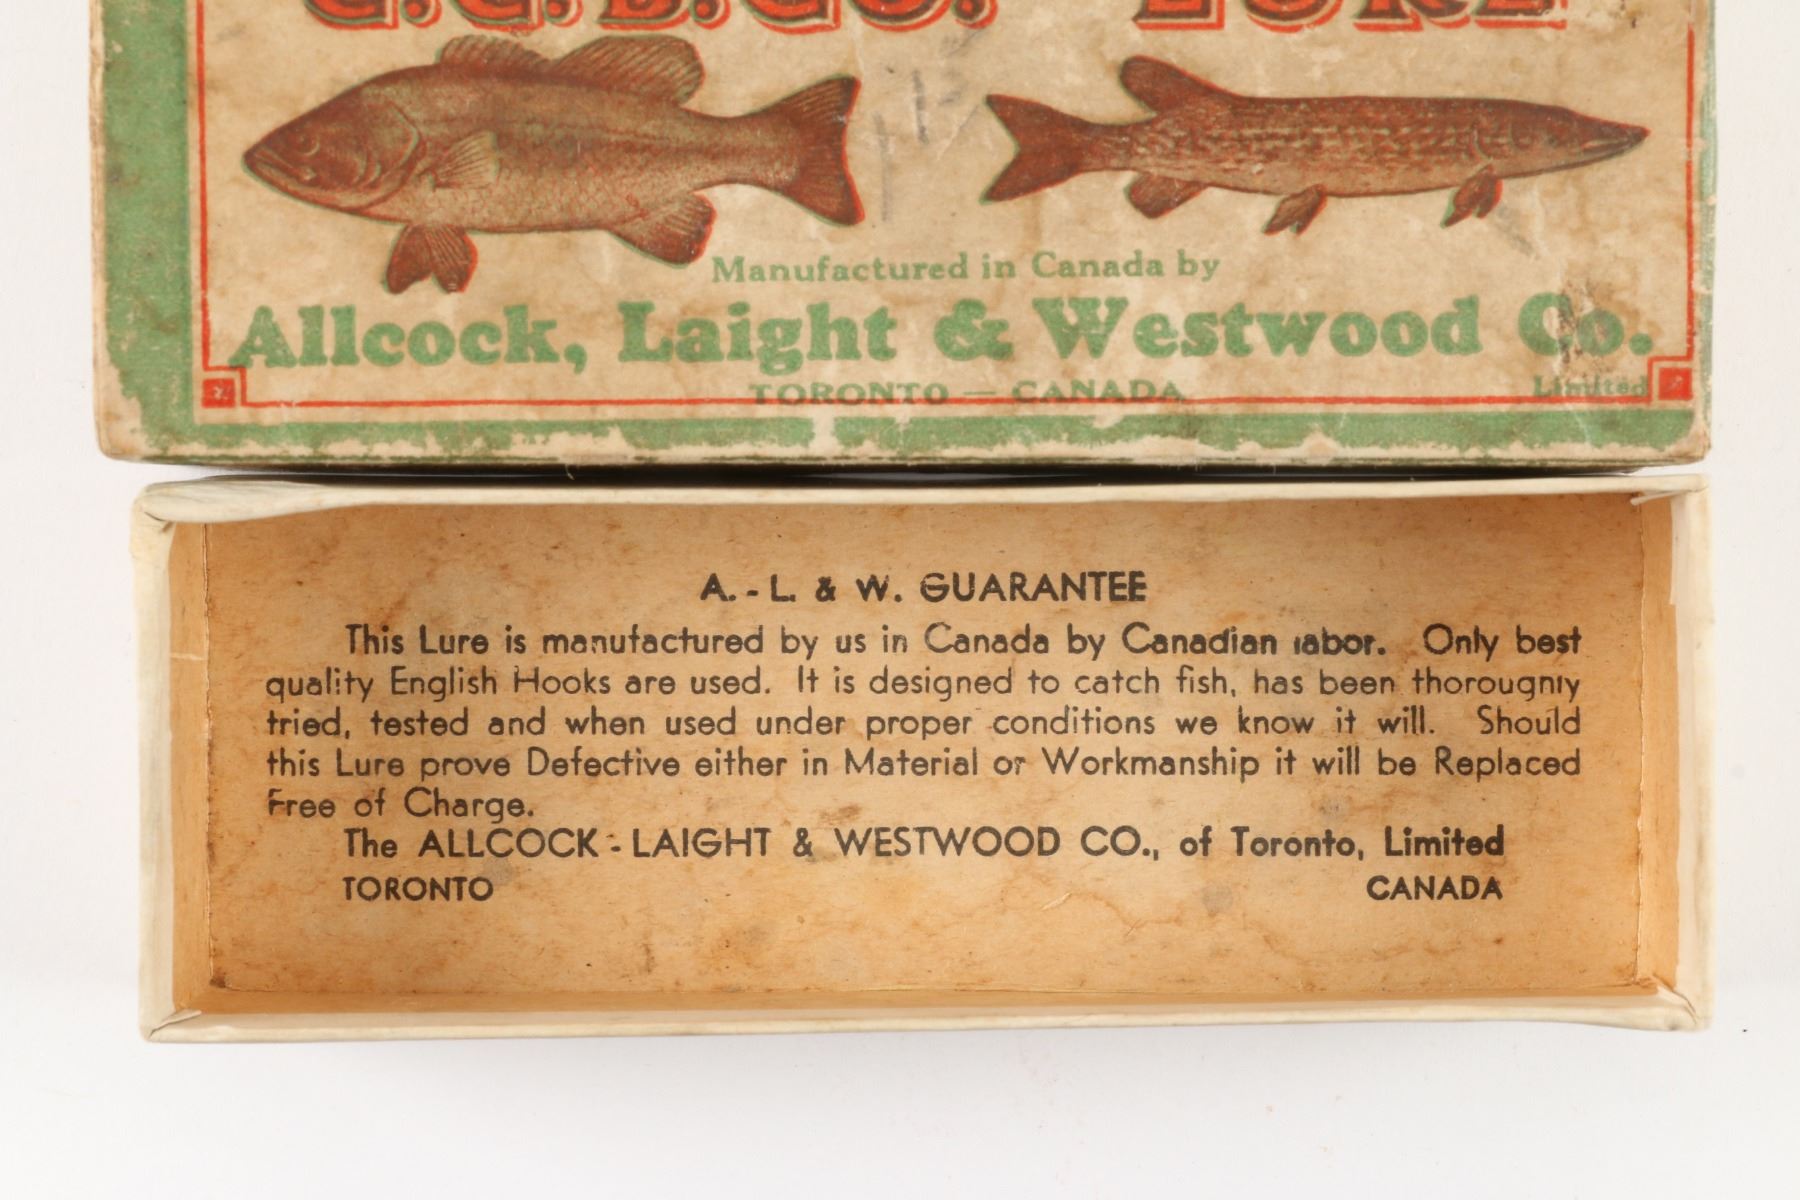 C.C.B.CO. LURE
Manufactured in Canada by
Allcock, Laight & Westwood Co.
TORONTO — CANADA Limited
A. - L. & W. GUARANTEE
This Lure is manufactured by us in Canada by Canadian labor. Only best
quality English Hooks are used. It is designed to catch fish, has been thoroughly
tried, tested and when used under proper conditions we know it will. Should
this Lure prove Defective either in Material or Workmanship it will be Replaced
Free of Charge.
The ALLCOCK - LAIGHT & WESTWOOD CO., of Toronto, Limited
TORONTO CANADA